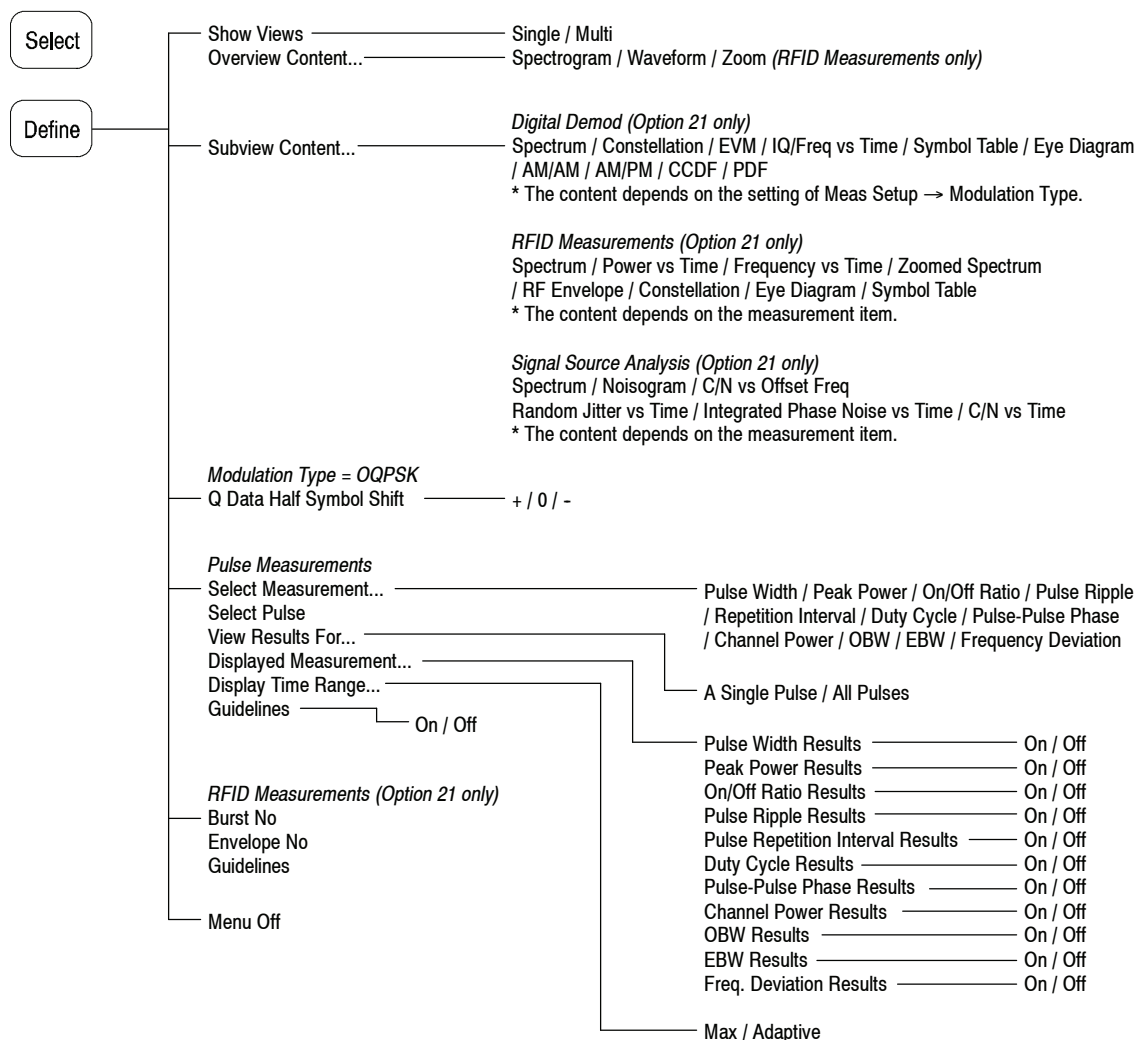 Select
Show Views Single / Multi
Overview Content... Spectrogram / Waveform / Zoom (RFID Measurements only)
Define
Subview Content...
Digital Demod (Option 21 only)
Spectrum / Constellation / EVM / IQ/Freq vs Time / Symbol Table / Eye Diagram
/ AM/AM / AM/PM / CCDF / PDF
* The content depends on the setting of Meas Setup → Modulation Type.
RFID Measurements (Option 21 only)
Spectrum / Power vs Time / Frequency vs Time / Zoomed Spectrum
/ RF Envelope / Constellation / Eye Diagram / Symbol Table
* The content depends on the measurement item.
Signal Source Analysis (Option 21 only)
Spectrum / Noisogram / C/N vs Offset Freq
Random Jitter vs Time / Integrated Phase Noise vs Time / C/N vs Time
* The content depends on the measurement item.
Modulation Type = OQPSK
Q Data Half Symbol Shift + / 0 / -
Pulse Measurements
Select Measurement...
Select Pulse
View Results For...
Displayed Measurement...
Display Time Range...
Guidelines On / Off
Pulse Width / Peak Power / On/Off Ratio / Pulse Ripple
/ Repetition Interval / Duty Cycle / Pulse-Pulse Phase
/ Channel Power / OBW / EBW / Frequency Deviation
A Single Pulse / All Pulses
Pulse Width Results On / Off
Peak Power Results On / Off
On/Off Ratio Results On / Off
Pulse Ripple Results On / Off
Pulse Repetition Interval Results On / Off
Duty Cycle Results On / Off
Pulse-Pulse Phase Results On / Off
Channel Power Results On / Off
OBW Results On / Off
EBW Results On / Off
Freq. Deviation Results On / Off
Max / Adaptive
RFID Measurements (Option 21 only)
Burst No
Envelope No
Guidelines
Menu Off